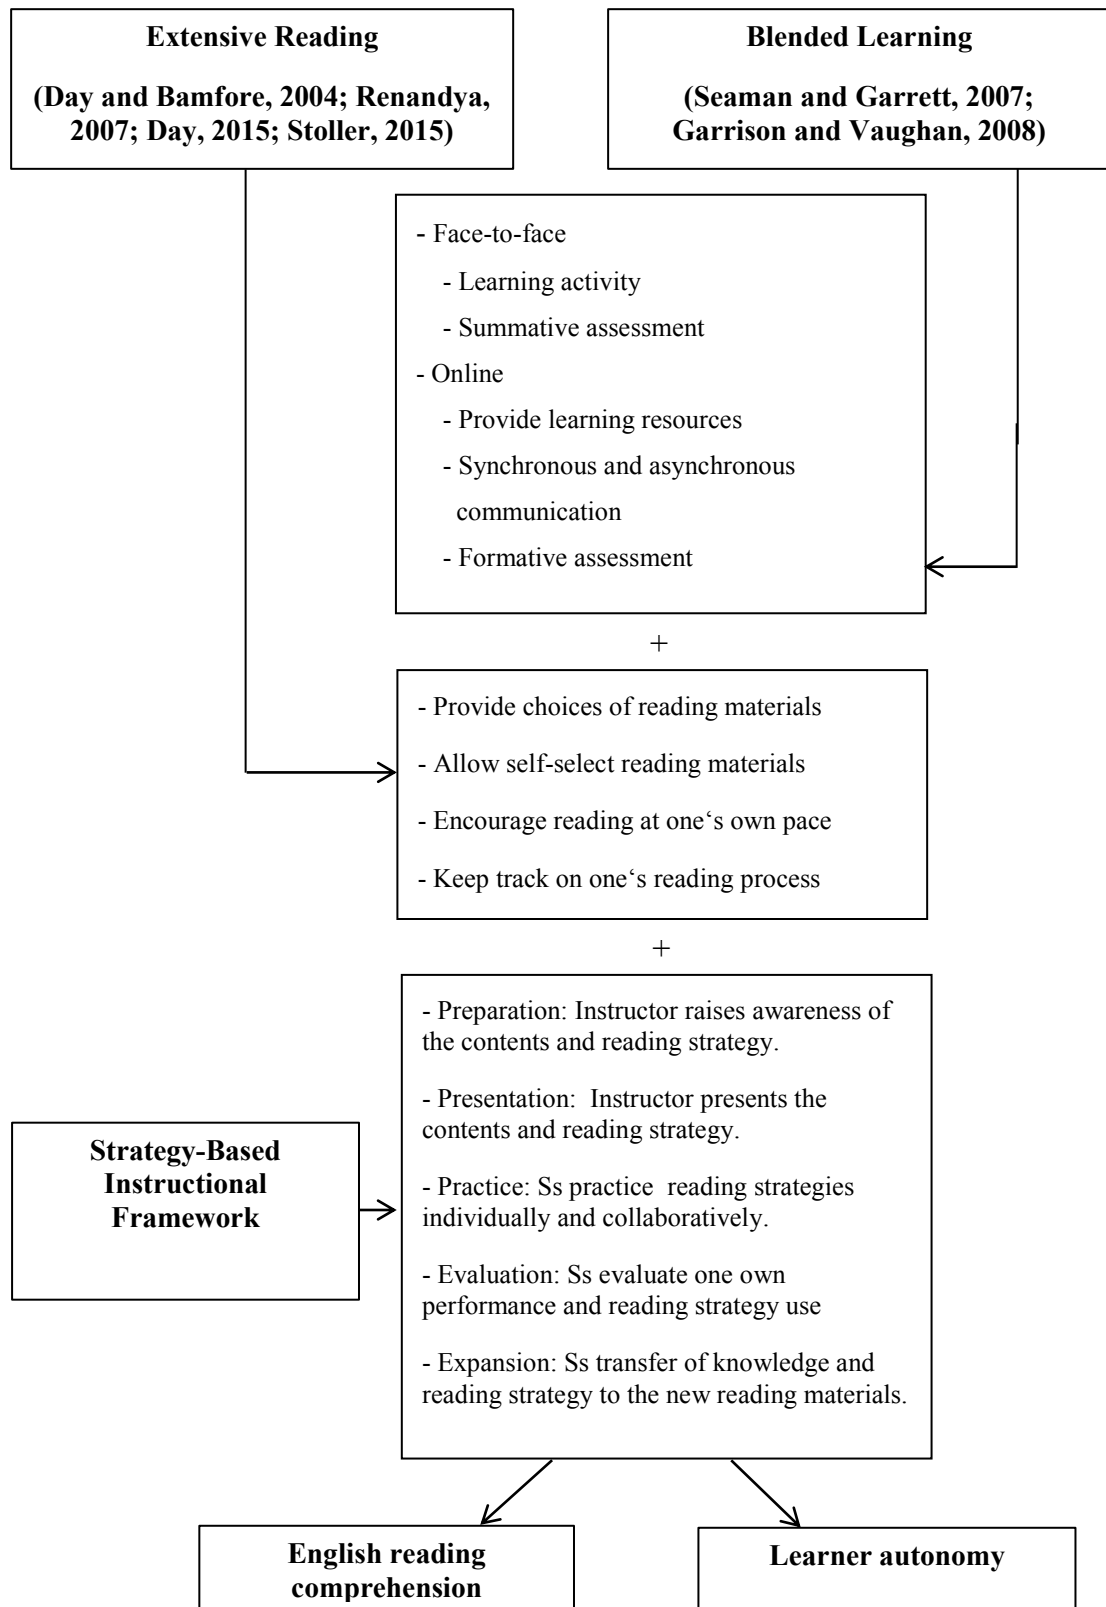 Extensive Reading
(Day and Bamfore, 2004; Renandya,
2007; Day, 2015; Stoller, 2015)
Blended Learning
(Seaman and Garrett, 2007;
Garrison and Vaughan, 2008)
- Face-to-face
- Learning activity
- Summative assessment
- Online
- Provide learning resources
- Synchronous and asynchronous
communication
- Formative assessment
+
- Provide choices of reading materials
- Allow self-select reading materials
- Encourage reading at one‘s own pace
- Keep track on one‘s reading process
+
- Preparation: Instructor raises awareness of
the contents and reading strategy.
- Presentation:  Instructor presents the
contents and reading strategy.
- Practice: Ss practice  reading strategies
individually and collaboratively.
- Evaluation: Ss evaluate one own
performance and reading strategy use
- Expansion: Ss transfer of knowledge and
reading strategy to the new reading materials.
Strategy-Based
Instructional
Framework
English reading
comprehension
Learner autonomy